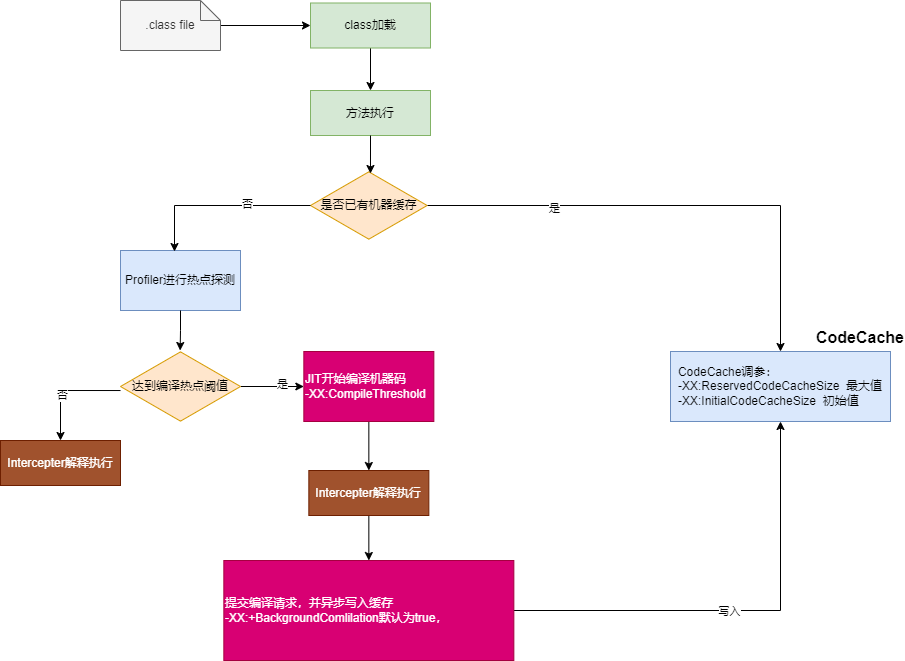 .class file
class加载
方法执行
是否已有机器缓存
否
是
Profiler进行热点探测
CodeCache
CodeCache调参：
-XX:ReservedCodeCacheSize 最大值
-XX:InitialCodeCacheSize 初始值
达到编译热点阈值
是
JIT开始编译机器码
-XX:CompileThreshold
否
Intercepter解释执行
Intercepter解释执行
提交编译请求，并异步写入缓存
-XX:+BackgroundComlilation默认为true，
写入